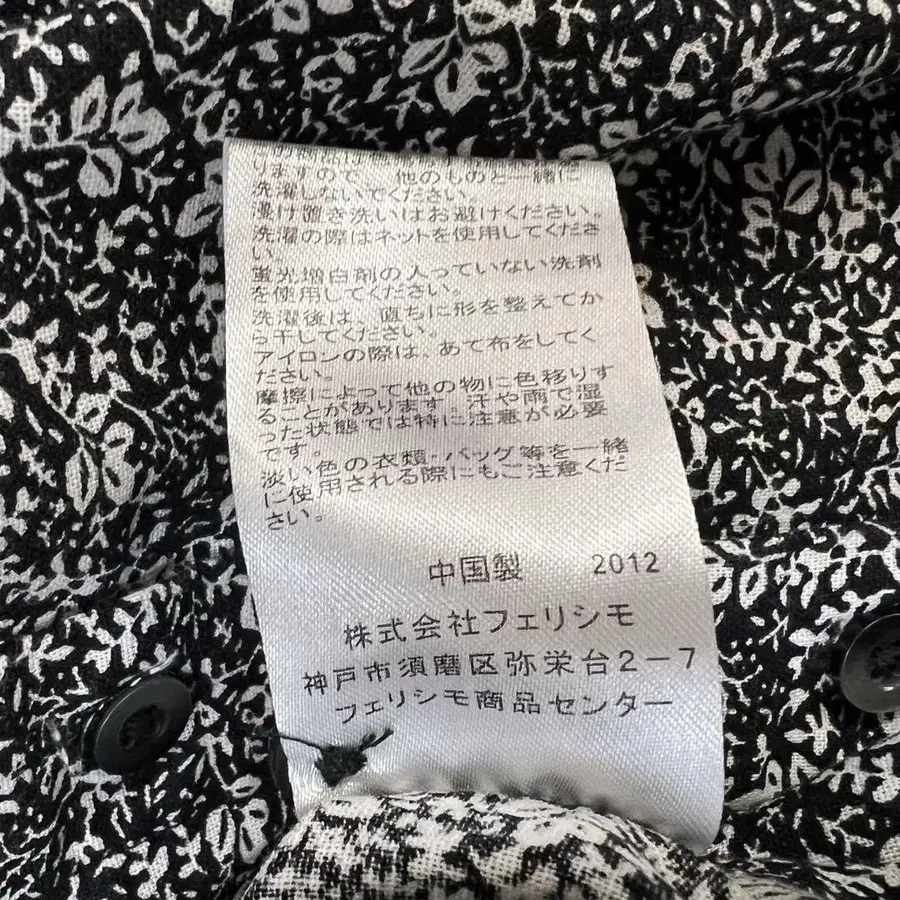 りますので、他のものと一緒に
洗濯しないでください。
浸け置き洗いはお避けください。
洗濯の際はネットを使用してくださ
い。
蛍光増白剤の入っていない洗剤
を使用してください。
洗濯後は、直ちに形を整えてか
ら干してください。
アイロンの際は、あて布をしてく
ださい。
摩擦によって他の物に色移りす
ることがあります。汗や雨で湿
った状態では特に注意が必要
です。
淡い色の衣類・バッグ等を一緒
に使用される際にもご注意くだ
さい。
中国製 2012
株式会社フェリシモ
神戸市須磨区弥栄台2-7
フェリシモ商品センター